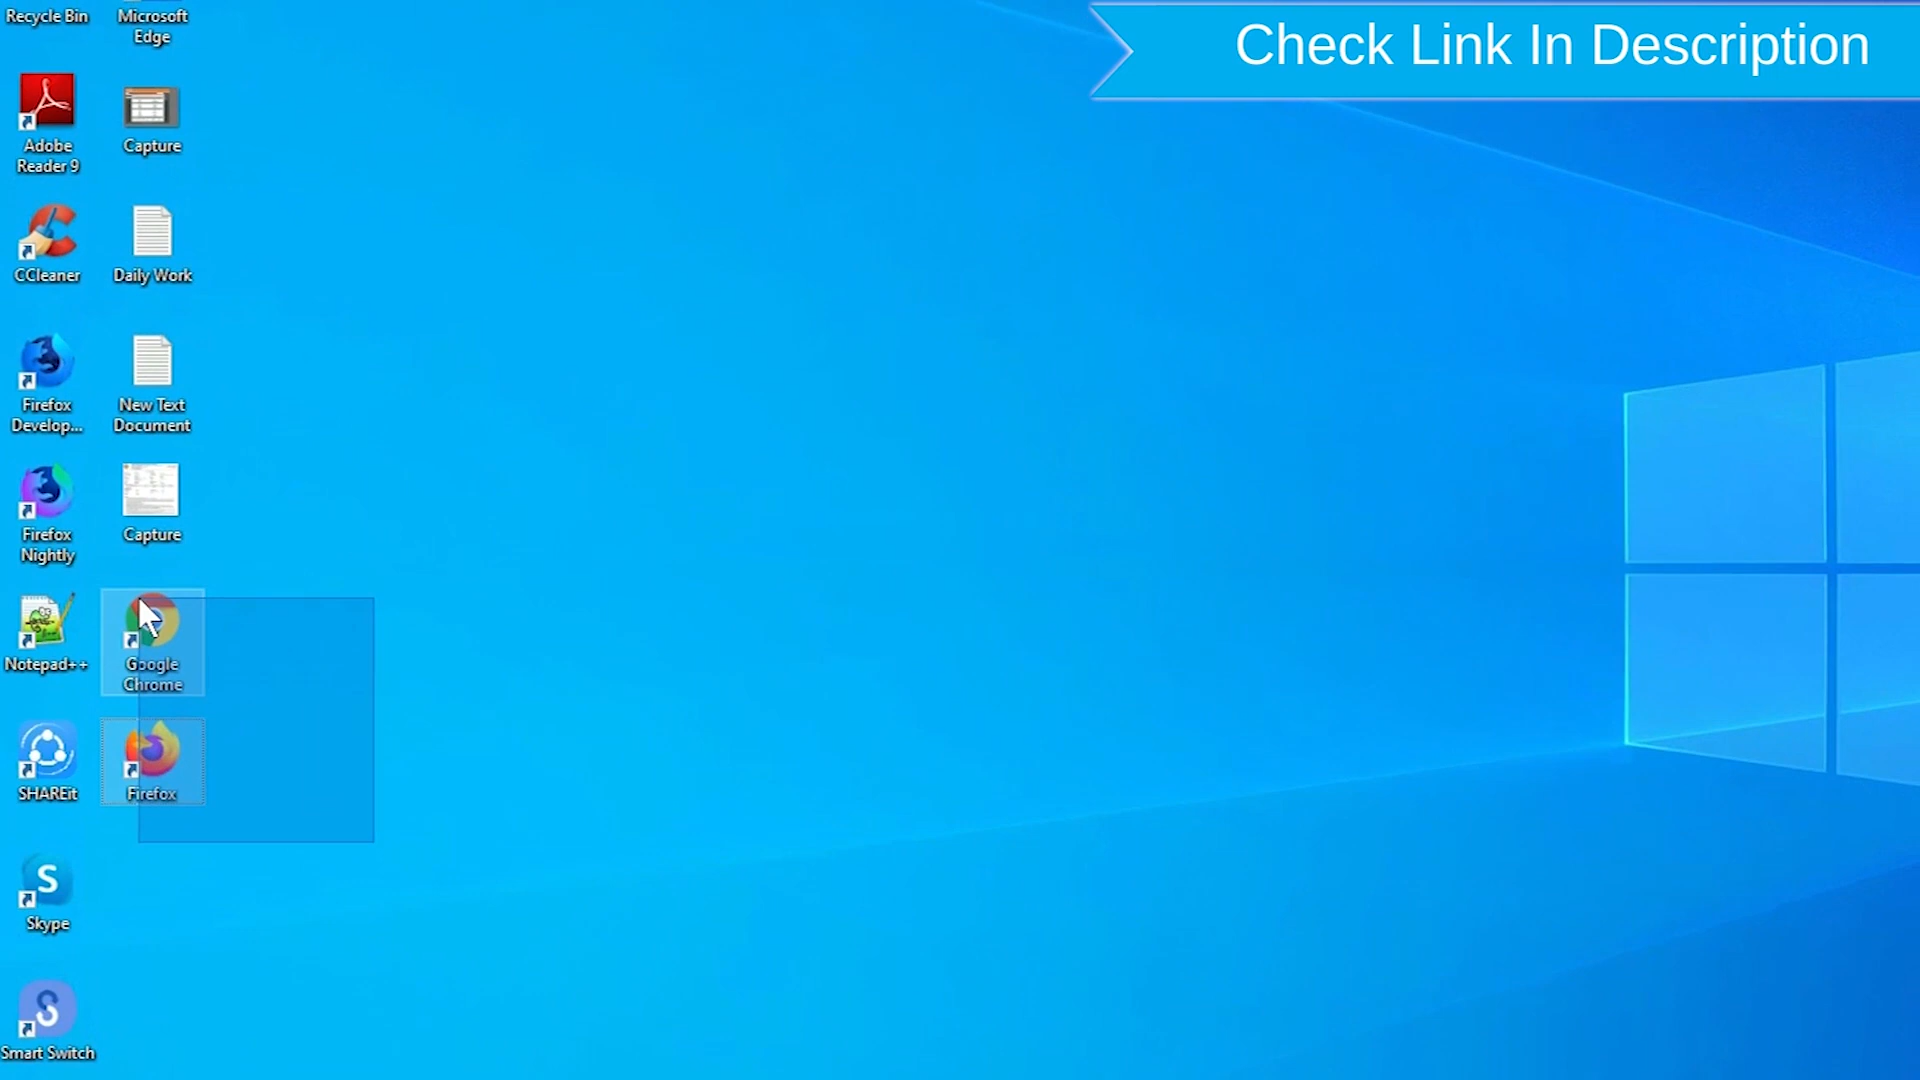 Recycle Bin
Microsoft
Edge
Check Link In Description
Adobe
Reader 9
Capture
CCleaner
Daily Work
Firefox
Develop...
New Text
Document
Firefox
Nightly
Capture
Notepad++
Google
Chrome
SHAREit
Firefox
Skype
Smart Switch